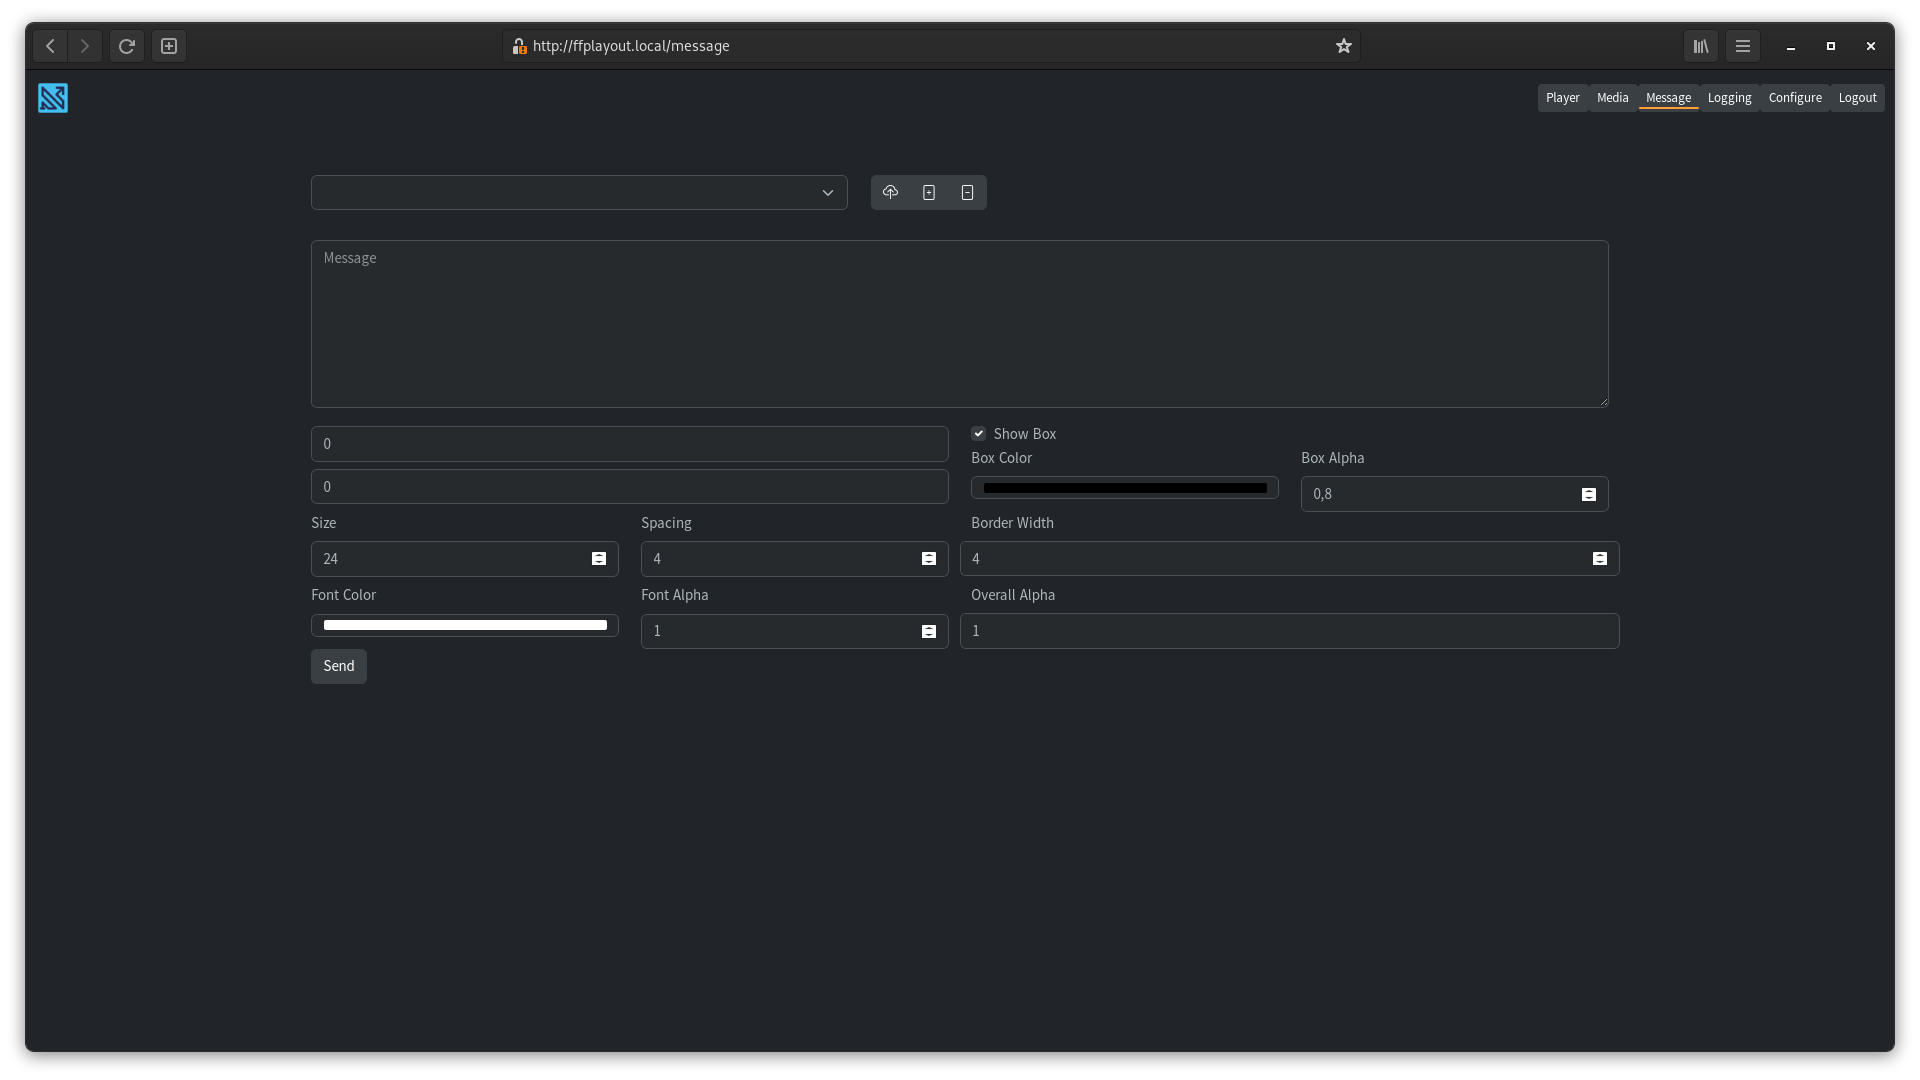 http://ffplayout.local/message
Player Media Message Logging Configure Logout
Message
0
Show Box
Box Color Box Alpha
0
0,8
Size Spacing Border Width
24 4 4
Font Color Font Alpha Overall Alpha
1 1
Send